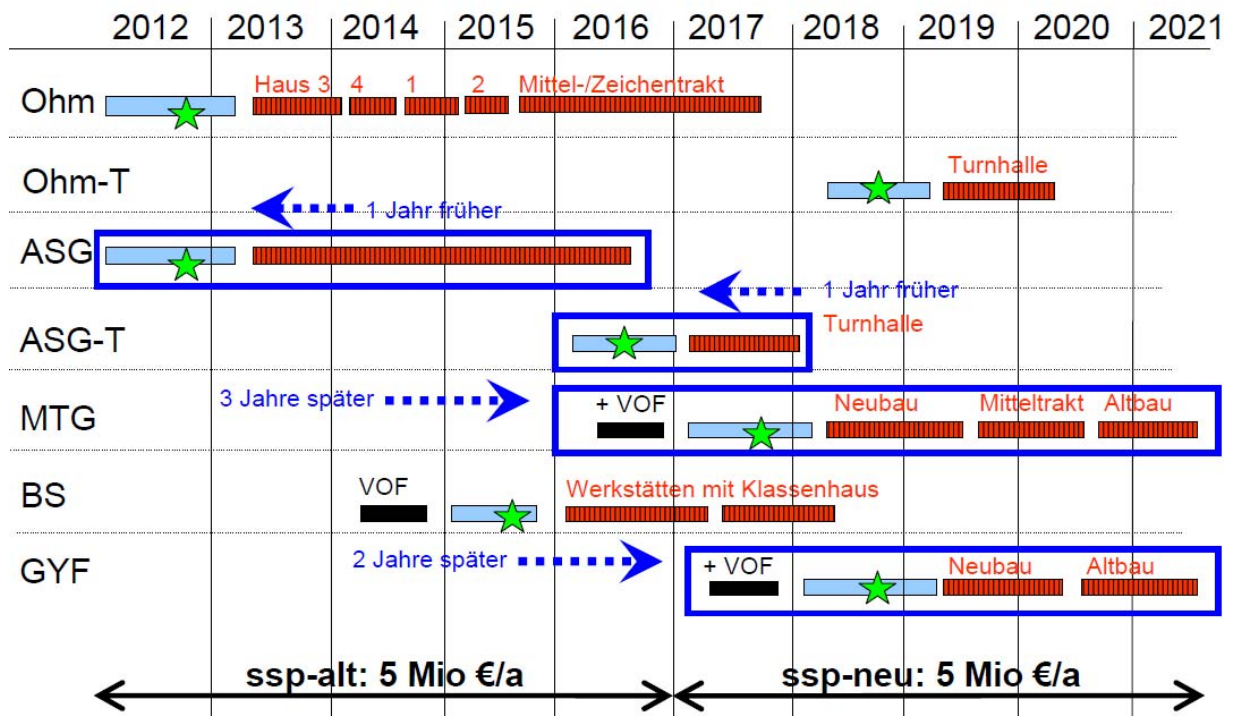 2012 2013 2014 2015 2016 2017 2018 2019 2020 2021
Ohm Haus 3 4 1 2 Mittel-/Zeichentrakt
Ohm-T Turnhalle
1 Jahr früher
ASG
1 Jahr früher
ASG-T Turnhalle
3 Jahre später
MTG + VOF Neubau Mitteltrakt Altbau
BS VOF Werkstätten mit Klassenhaus
2 Jahre später
GYF + VOF Neubau Altbau
ssp-alt: 5 Mio €/a ssp-neu: 5 Mio €/a